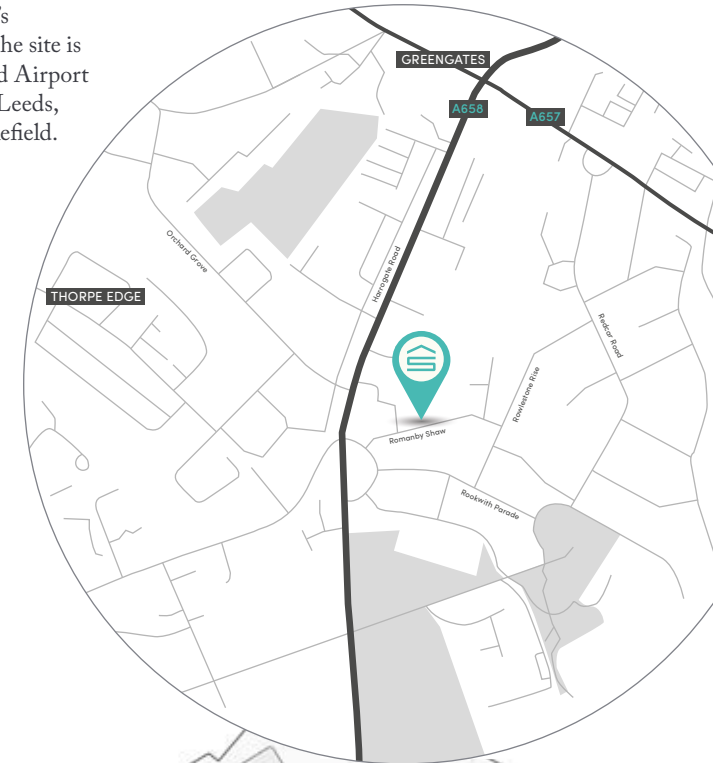 's
he site is
d Airport
Leeds,
efield.
GREENGATES
A658
A657
Orchard Grove
Harrogate Road
THORPE EDGE
Redcar Road
Rowlestone Rise
Romanby Shaw
Rookwith Parade